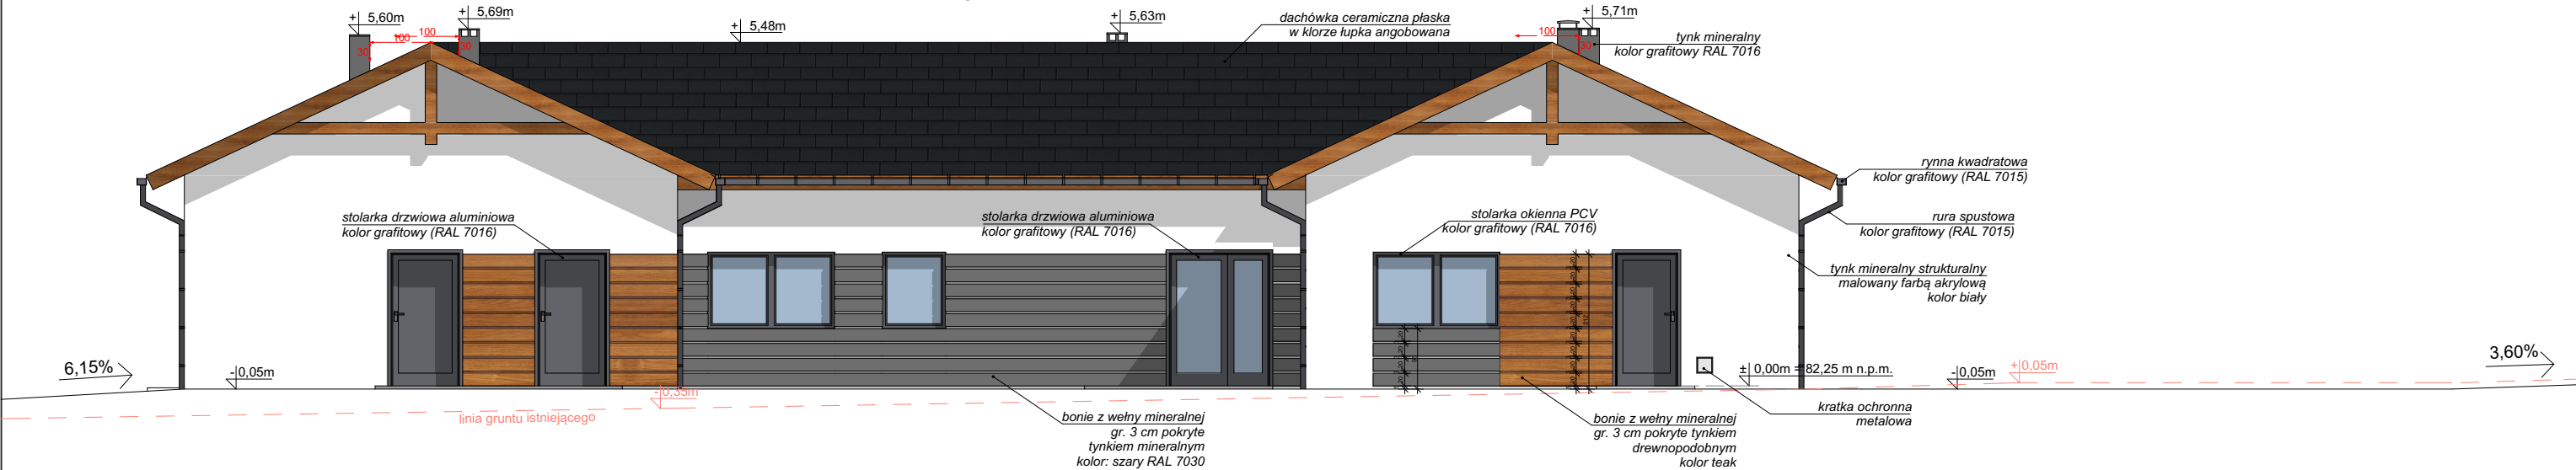 + 5,60m
+ 5,69m
100
100
30
30
+ 5,48m
+ 5,63m
dachówka ceramiczna płaska
w klorze łupka angobowana
+ 5,71m
100
30
tynk mineralny
kolor grafitowy RAL 7016
rynna kwadratowa
kolor grafitowy (RAL 7015)
rura spustowa
kolor grafitowy (RAL 7015)
stolarka drzwiowa aluminiowa
kolor grafitowy (RAL 7016)
stolarka drzwiowa aluminiowa
kolor grafitowy (RAL 7016)
stolarka okienna PCV
kolor grafitowy (RAL 7016)
tynk mineralny strukturalny
malowany farbą akrylową
kolor biały
212
6,15%
- 0,05m
- 0,35m
linia gruntu istniejącego
± 0,00m = 82,25 m n.p.m.
- 0,05m
+ 0,05m
3,60%
bonie z wełny mineralnej
gr. 3 cm pokryte
tynkiem mineralnym
kolor: szary RAL 7030
bonie z wełny mineralnej
gr. 3 cm pokryte tynkiem
drewnopodobnym
kolor teak
kratka ochronna
metalowa